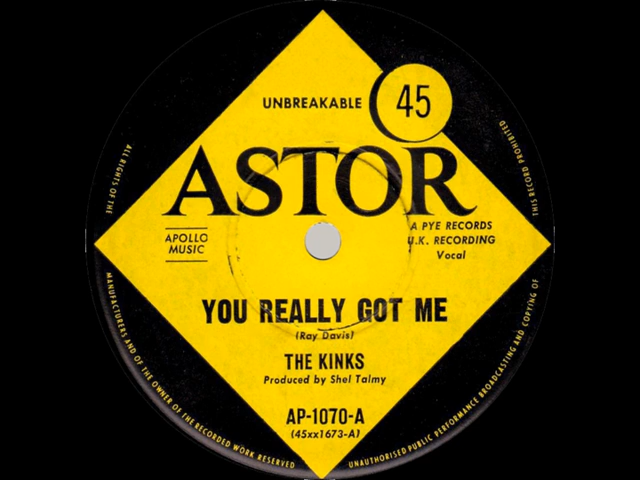 UNBREAKABLE
45
ASTOR
APOLLO
MUSIC
A PYE RECORDS
U.K. RECORDING
Vocal
YOU REALLY GOT ME
(Ray Davis)
THE KINKS
Produced by Shel Talmy
AP-1070-A
(45xx1673-A)
ALL RIGHTS OF THE
MANUFACTURERS AND OF THE OWNER OF THE RECORDED WORK RESERVED
UNAUTHORISED PUBLIC PERFORMANCE BROADCASTING AND COPYING OF
THIS RECORD PROHIBITED